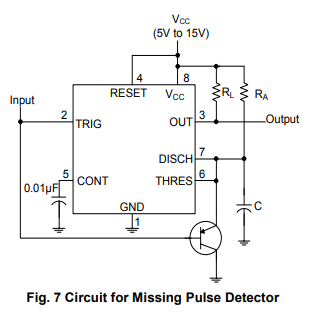 Vcc
(5V to 15V)
4
8
RESET
Vcc
RL
RA
Input
2
TRIG
OUT
3
Output
DISCH
7
5
CONT
THRES
6
0.01μF
C
GND
1
Fig. 7 Circuit for Missing Pulse Detector